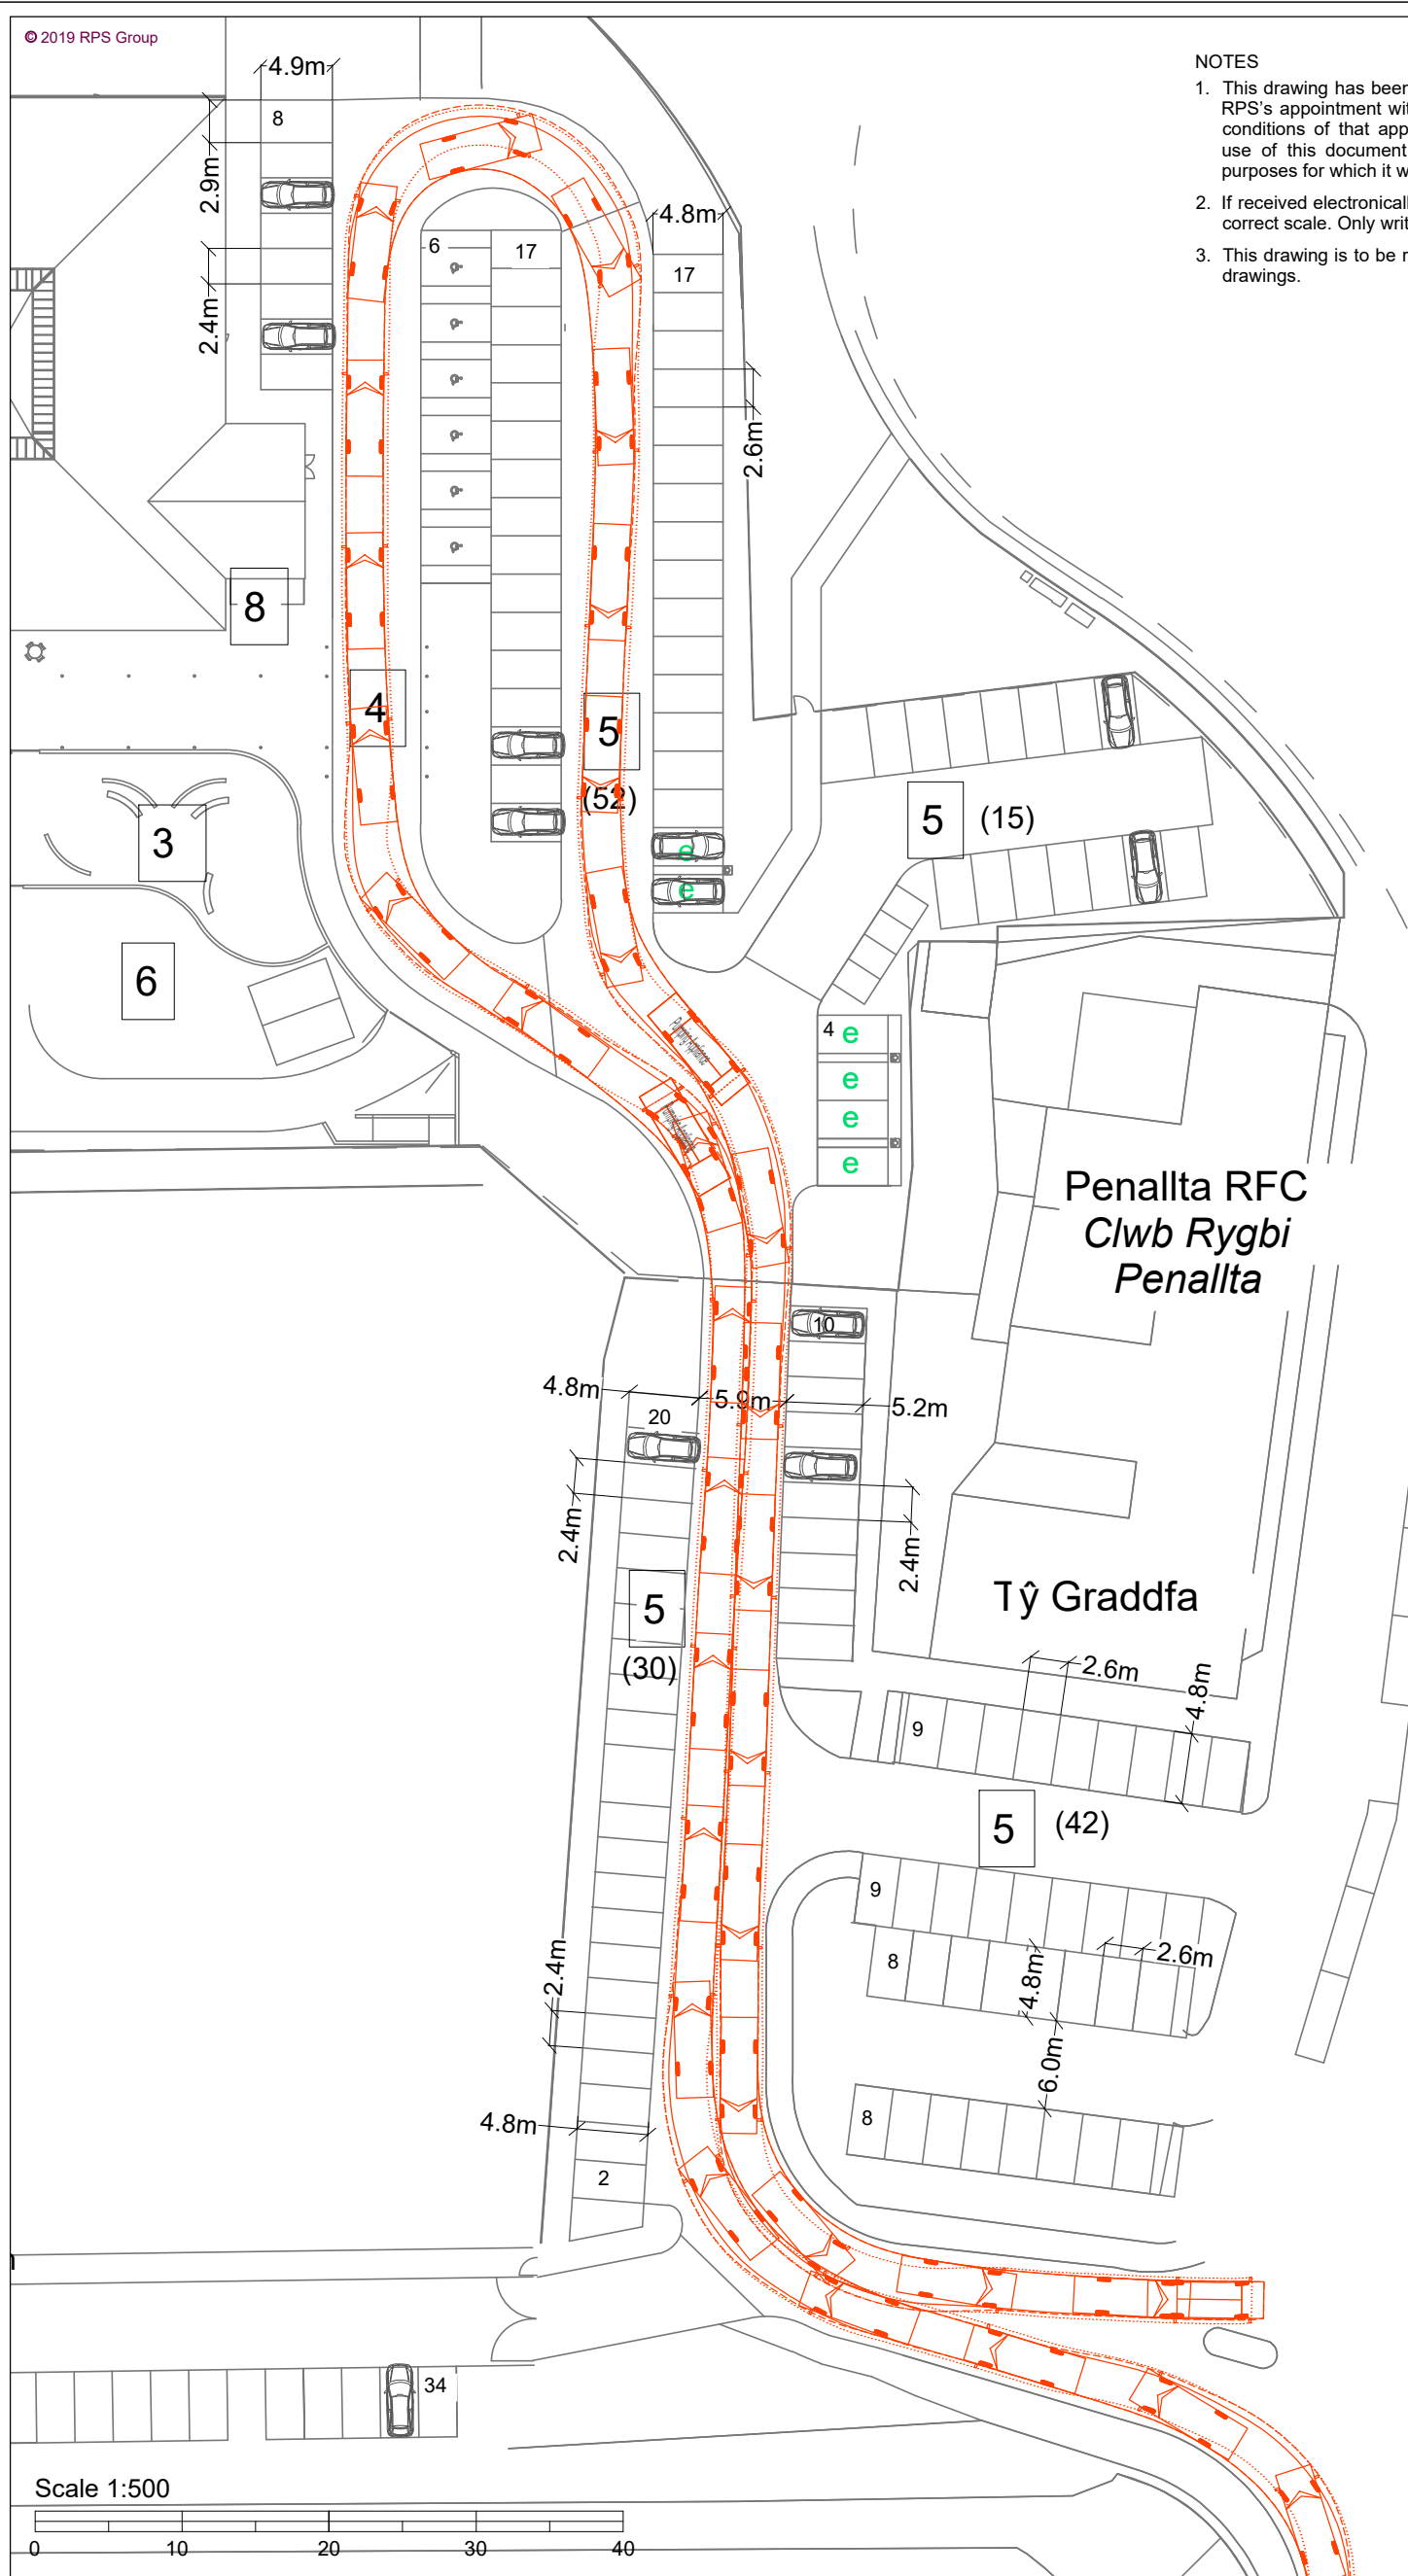 © 2019 RPS Group
NOTES
1. This drawing has been
RPS's appointment wit
conditions of that app
use of this document
purposes for which it w
2. If received electronicall
correct scale. Only writ
3. This drawing is to be r
drawings.
4.9m
8
2.9m
2.4m
6
17
4.8m
17
2.6m
8
4
5
(52)
3
6
e
e
5 (15)
4 e
e
e
e
Pumping Appliance
Pumping Appliance
Penallta RFC
Clwb Rygbi
Penallta
10
4.8m
5.9m
5.2m
20
2.4m
2.4m
5
(30)
Tŷ Graddfa
2.6m
4.8m
9
5 (42)
9
8
4.8m
2.6m
2.4m
6.0m
4.8m
8
2
34
Scale 1:500
0 10 20 30 40